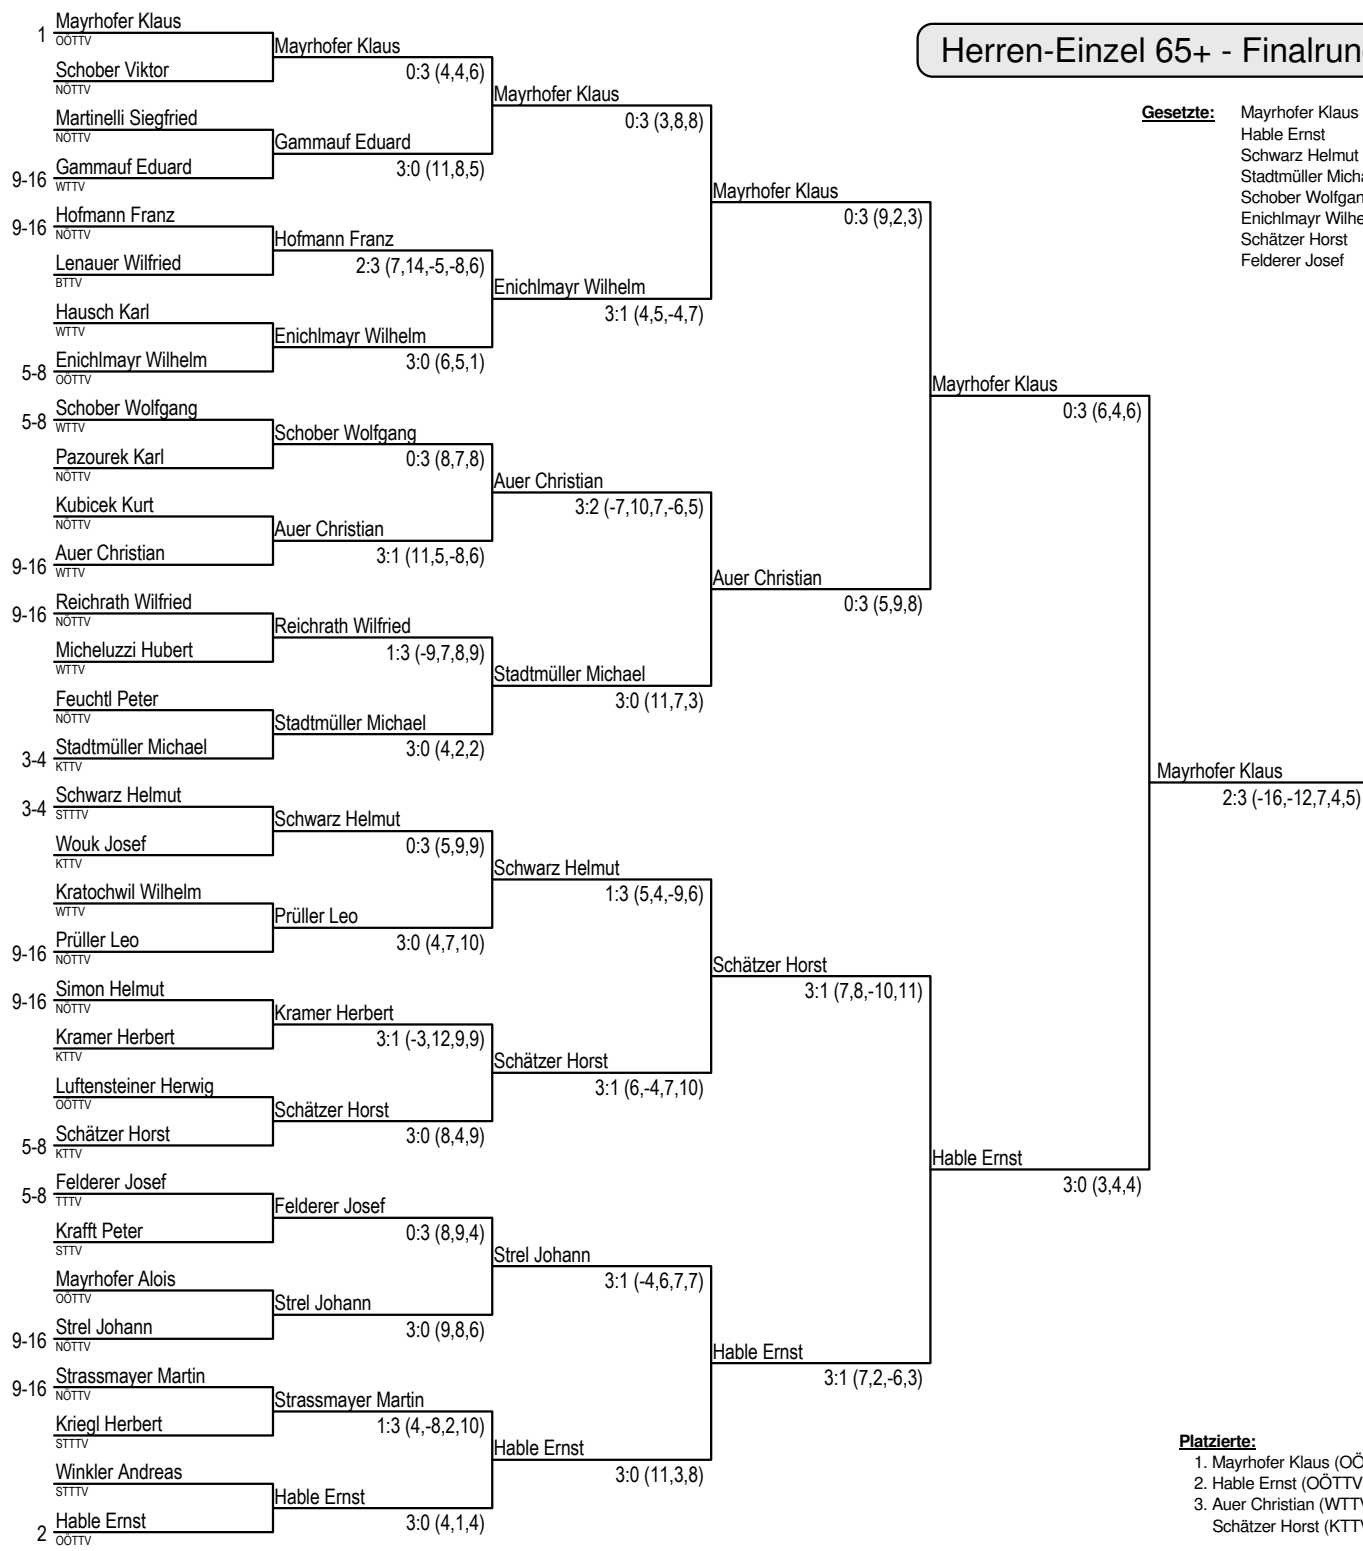 Herren-Einzel 65+ - Finalrun
Gesetzte: Mayrhofer Klaus
Hable Ernst
Schwarz Helmut
Stadtmüller Mich
Schober Wolfgan
Enichlmayr Wilhe
Schätzer Horst
Felderer Josef
1 Mayrhofer Klaus
OÖTTV
Schober Viktor
NÖTTV
Martinelli Siegfried
NÖTTV
9-16 Gammauf Eduard
WTTV
9-16 Hofmann Franz
NÖTTV
Lenauer Wilfried
BTTV
Hausch Karl
WTTV
5-8 Enichlmayr Wilhelm
OÖTTV
5-8 Schober Wolfgang
WTTV
Pazourek Karl
NÖTTV
Kubicek Kurt
NÖTTV
9-16 Auer Christian
WTTV
9-16 Reichrath Wilfried
NÖTTV
Micheluzzi Hubert
WTTV
Feuchtl Peter
NÖTTV
3-4 Stadtmüller Michael
KTTV
3-4 Schwarz Helmut
STTTV
Wouk Josef
KTTV
Kratochwil Wilhelm
WTTV
9-16 Prüller Leo
NÖTTV
9-16 Simon Helmut
NÖTTV
Kramer Herbert
KTTV
Luftensteiner Herwig
OÖTTV
5-8 Schätzer Horst
KTTV
5-8 Felderer Josef
TTTV
Krafft Peter
STTV
Mayrhofer Alois
OÖTTV
9-16 Strel Johann
NÖTTV
9-16 Strassmayer Martin
NÖTTV
Kriegl Herbert
STTTV
Winkler Andreas
STTTV
2 Hable Ernst
OÖTTV
Mayrhofer Klaus
0:3 (4,4,6)
Gammauf Eduard
3:0 (11,8,5)
Hofmann Franz
2:3 (7,14,-5,-8,6)
Enichlmayr Wilhelm
3:0 (6,5,1)
Schober Wolfgang
0:3 (8,7,8)
Auer Christian
3:1 (11,5,-8,6)
Reichrath Wilfried
1:3 (-9,7,8,9)
Stadtmüller Michael
3:0 (4,2,2)
Schwarz Helmut
0:3 (5,9,9)
Prüller Leo
3:0 (4,7,10)
Kramer Herbert
3:1 (-3,12,9,9)
Schätzer Horst
3:0 (8,4,9)
Felderer Josef
0:3 (8,9,4)
Strel Johann
3:0 (9,8,6)
Strassmayer Martin
1:3 (4,-8,2,10)
Hable Ernst
3:0 (4,1,4)
Mayrhofer Klaus
0:3 (3,8,8)
Enichlmayr Wilhelm
3:1 (4,5,-4,7)
Auer Christian
3:2 (-7,10,7,-6,5)
Stadtmüller Michael
3:0 (11,7,3)
Schwarz Helmut
1:3 (5,4,-9,6)
Schätzer Horst
3:1 (6,-4,7,10)
Strel Johann
3:1 (-4,6,7,7)
Hable Ernst
3:0 (11,3,8)
Mayrhofer Klaus
0:3 (9,2,3)
Auer Christian
0:3 (5,9,8)
Schätzer Horst
3:1 (7,8,-10,11)
Hable Ernst
3:1 (7,2,-6,3)
Mayrhofer Klaus
0:3 (6,4,6)
Hable Ernst
3:0 (3,4,4)
Mayrhofer Klaus
2:3 (-16,-12,7,4,5)
Platzierte:
1. Mayrhofer Klaus (OÖ
2. Hable Ernst (OÖTTV
3. Auer Christian (WTTV
Schätzer Horst (KTTV